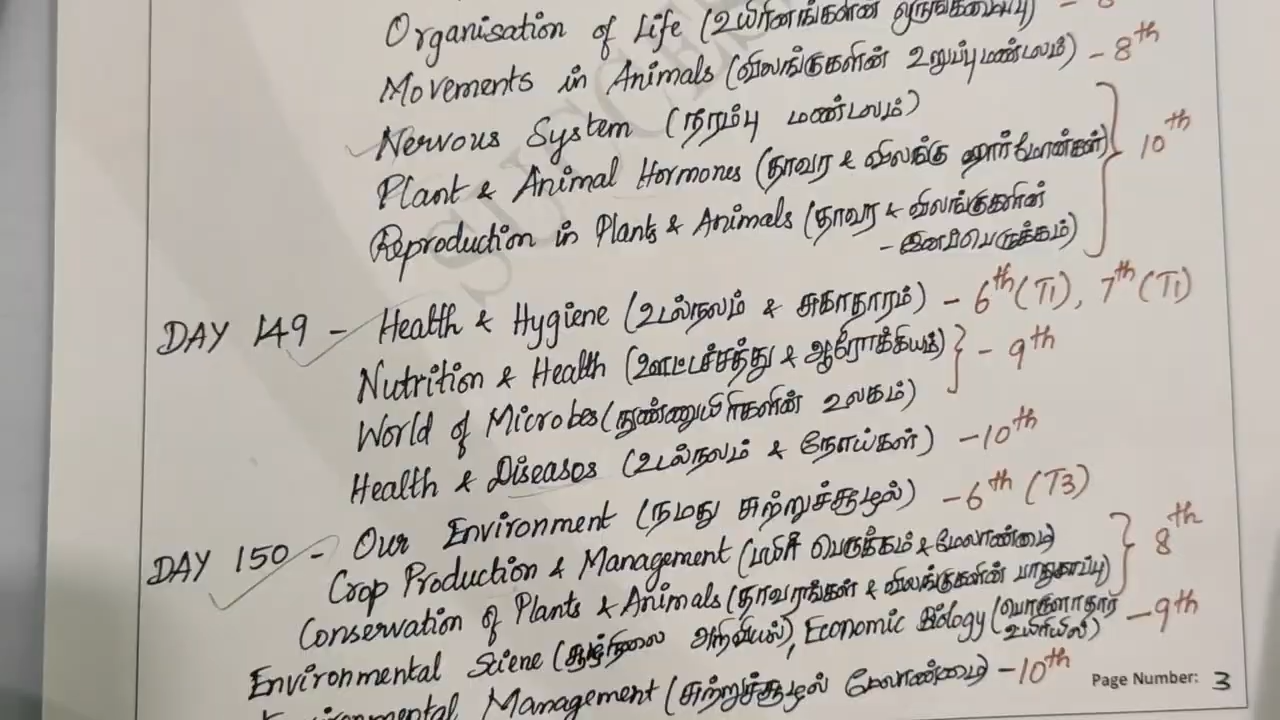 Organisation of Life (உயிரினங்களின் ஒருங்கமைப்பு) - 8
Movements in Animals (விலங்குகளின் உறுப்புமண்டலம்) - 8th
Nervous System (நரம்பு மண்டலம்)
Plant & Animal Hormones (தாவர & விலங்கு ஹார்மோன்கள்) 10th
Reproduction in Plants & Animals (தாவர & விலங்குகளின்
- இனப்பெருக்கம்)
DAY 149 - Health & Hygiene (உடல்நலம் & சுகாதாரம்) - 6th (T1), 7th (T1)
Nutrition & Health (ஊட்டச்சத்து & ஆரோக்கியம்) } - 9th
World of Microbes (நுண்ணுயிரிகளின் உலகம்)
Health & Diseases (உடல்நலம் & நோய்கள்) - 10th
DAY 150 - Our Environment (நமது சுற்றுச்சூழல்) - 6th (T3)
Crop Production & Management (பயிர் பெருக்கம் & மேலாண்மை) } 8th
Conservation of Plants & Animals (தாவரங்கள் & விலங்குகளின் பாதுகாப்பு)
Environmental Sciene (சூழ்நிலை அறிவியல்), Economic Biology (பொருளாதார உயிரியில்) - 9th
Environmental Management (சுற்றுச்சூழல் மேலாண்மை) - 10th
Page Number: 3